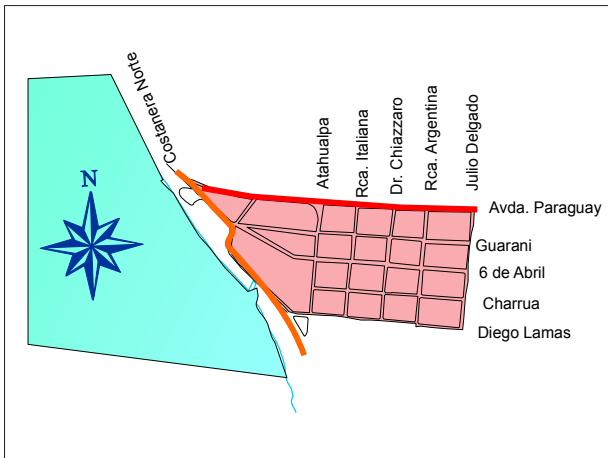 Costanera Norte
Atahualpa
Rca. Italiana
Dr. Chiazzaro
Rca. Argentina
Julio Delgado
N
Avda. Paraguay
Guarani
6 de Abril
Charrua
Diego Lamas